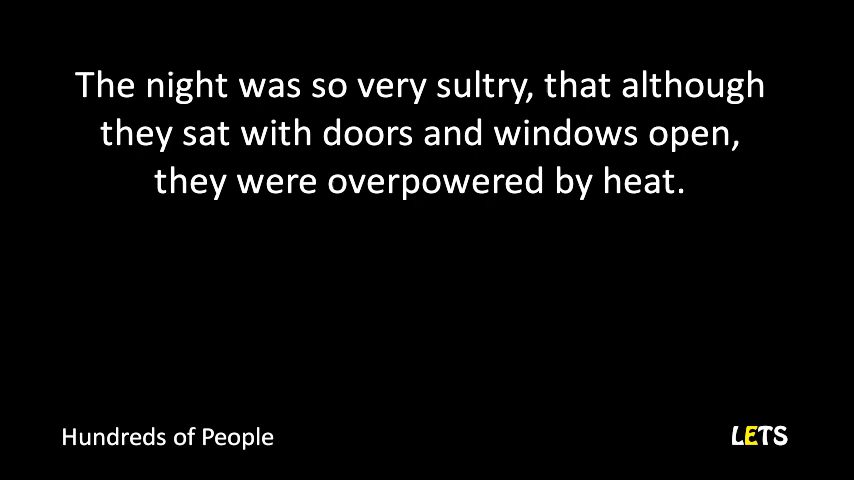 The night was so very sultry, that although
they sat with doors and windows open,
they were overpowered by heat.
Hundreds of People
LETS